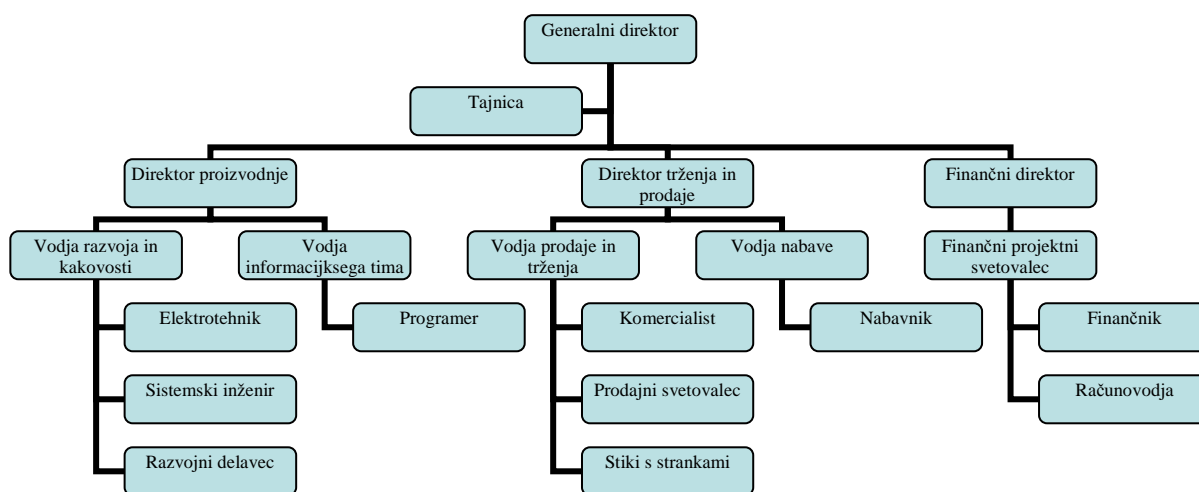 Generalni direktor
Tajnica
Direktor proizvodnje
Direktor trženja in
prodaje
Finančni direktor
Vodja razvoja in
kakovosti
Vodja
informacijksega tima
Vodja prodaje in
trženja
Vodja nabave
Finančni projektni
svetovalec
Elektrotehnik
Programer
Komercialist
Nabavnik
Finančnik
Sistemski inženir
Prodajni svetovalec
Računovodja
Razvojni delavec
Stiki s strankami